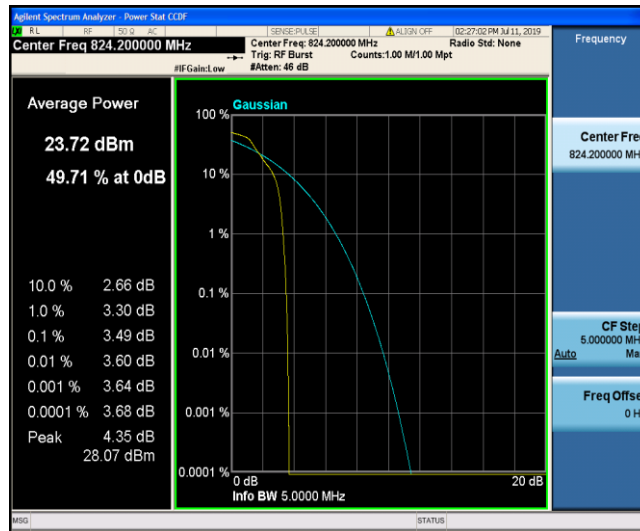 Agilent Spectrum Analyzer - Power Stat CCDF
RL RF 50 Ω AC SENSE:PULSE ALIGN OFF 02:27:02 PM Jul 11, 2019
Center Freq 824.200000 MHz
Center Freq: 824.200000 MHz Radio Std: None
Trig: RF Burst Counts:1.00 M/1.00 Mpt
#IFGain:Low #Atten: 46 dB
Frequency
Average Power
23.72 dBm
49.71 % at 0dB
10.0 % 2.66 dB
1.0 % 3.30 dB
0.1 % 3.49 dB
0.01 % 3.60 dB
0.001 % 3.64 dB
0.0001 % 3.68 dB
Peak 4.35 dB
28.07 dBm
Gaussian
100 %
10 %
1 %
0.1 %
0.01 %
0.001 %
0.0001 %
0 dB 20 dB
Info BW 5.0000 MHz
Center Fre
824.200000 MH
CF Step
5.000000 MH
Auto Ma
Freq Offse
0 H
MSG STATUS